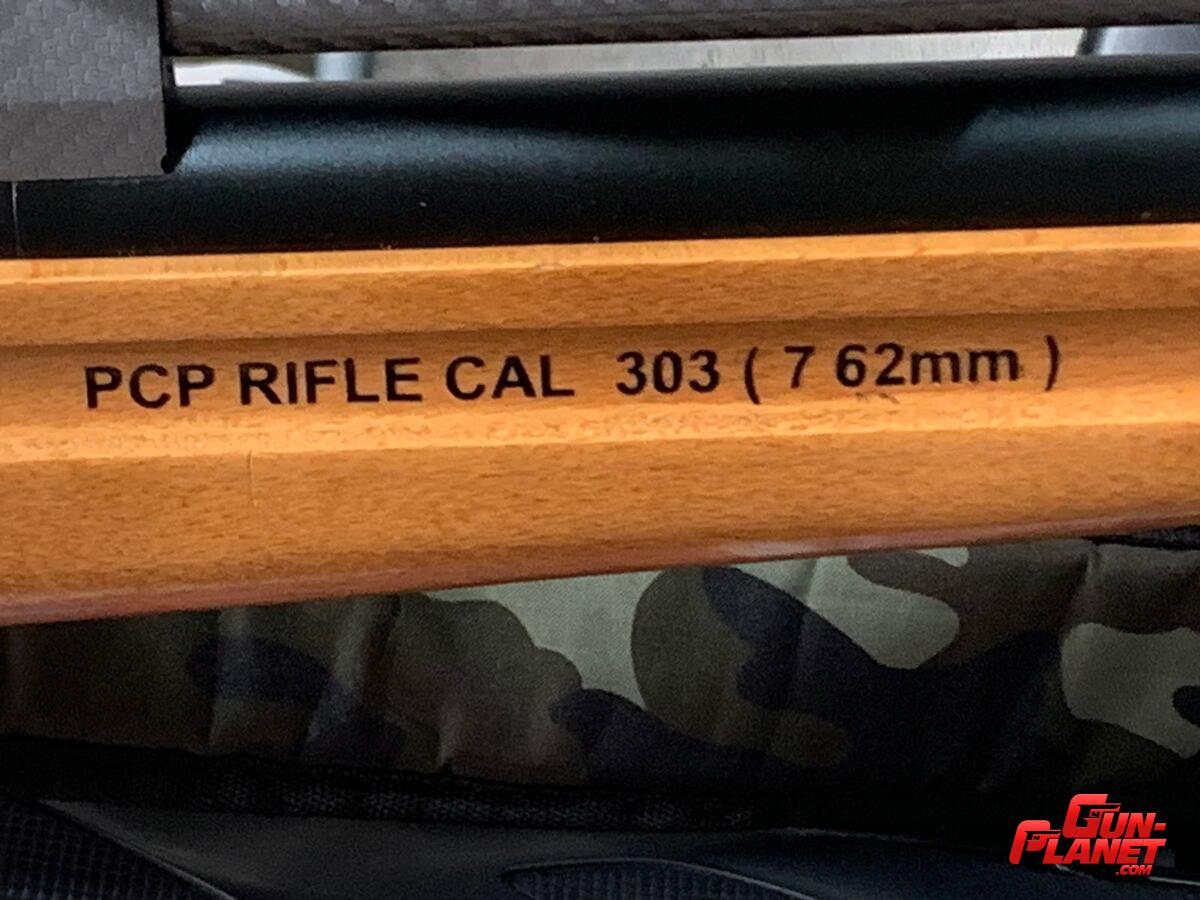 PCP RIFLE CAL 303 ( 7 62mm )
GUN-
PLANET
.COM